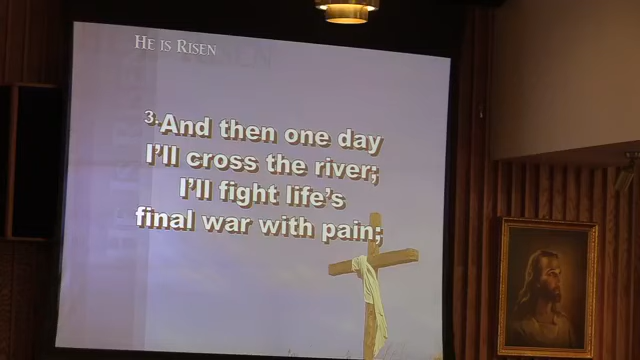 He is Risen
3.And then one day
I'll cross the river;
I'll fight life's
final war with pain;